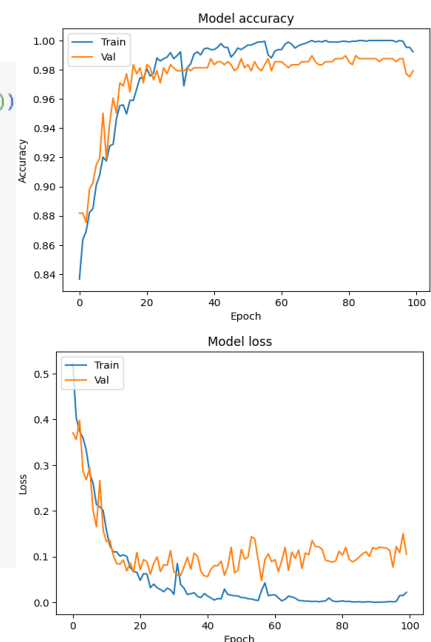 Model accuracy
Train
Val
1.00
0.98
0.96
0.94
0.92
0.90
0.88
0.86
0.84
Accuracy
0 20 40 60 80 100
Epoch
))
Model loss
Train
Val
0.5
0.4
0.3
0.2
0.1
0.0
Loss
0 20 40 60 80 100
Epoch